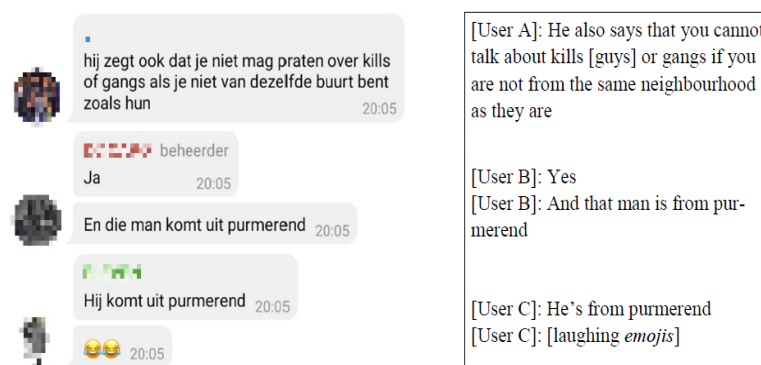 hij zegt ook dat je niet mag praten over kills
of gangs als je niet van dezelfde buurt bent
zoals hun
20:05
beheerder
Ja
20:05
En die man komt uit purmerend 20:05
Hij komt uit purmerend 20:05
😂😂 20:05
[User A]: He also says that you cannot
talk about kills [guys] or gangs if you
are not from the same neighbourhood
as they are
[User B]: Yes
[User B]: And that man is from pur-
merend
[User C]: He’s from purmerend
[User C]: [laughing emojis]